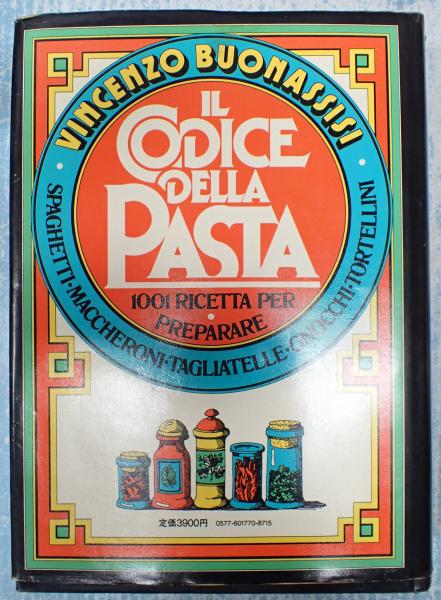 VINCENZO BUONASSISI
IL
CODICE
DELLA
PASTA
1001 RICETTA PER
PREPARARE
SPAGHETTI·MACCHERONI·TAGLIATELLE·GNOCCHI·TORTELLINI
定価3900円 0577-601770-8715